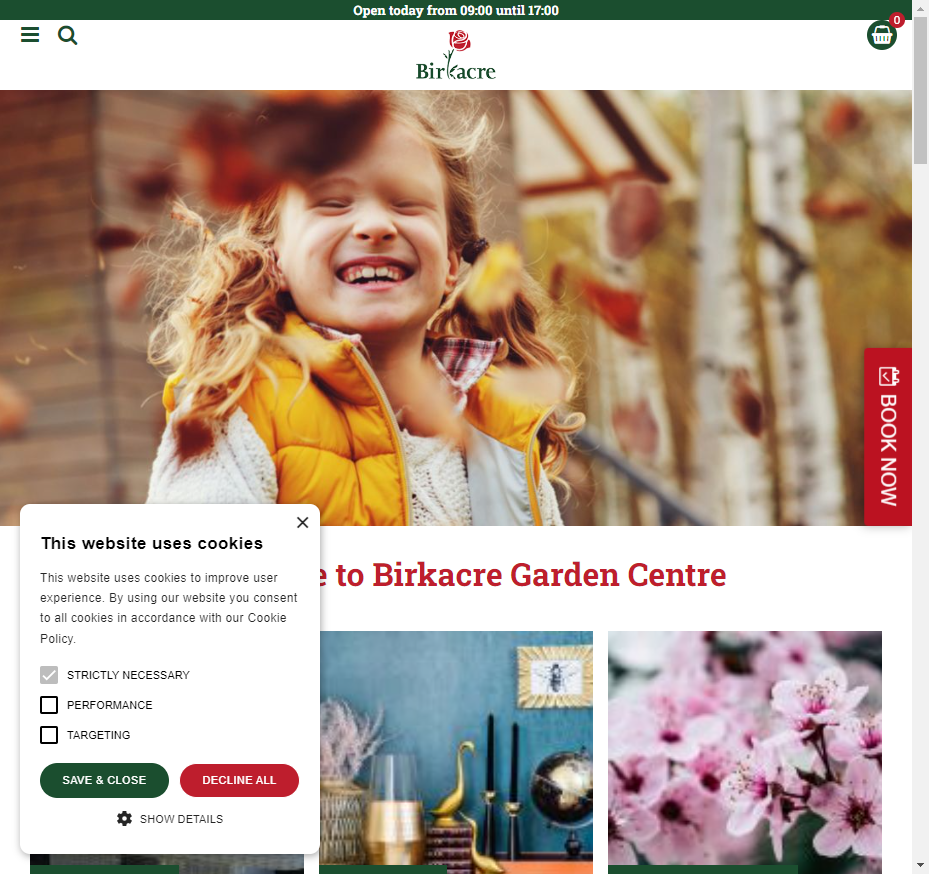 Open today from 09:00 until 17:00
0
Birkacre
BOOK NOW
e to Birkacre Garden Centre
This website uses cookies
This website uses cookies to improve user
experience. By using our website you consent
to all cookies in accordance with our Cookie
Policy.
STRICTLY NECESSARY
PERFORMANCE
TARGETING
SAVE & CLOSE
DECLINE ALL
SHOW DETAILS